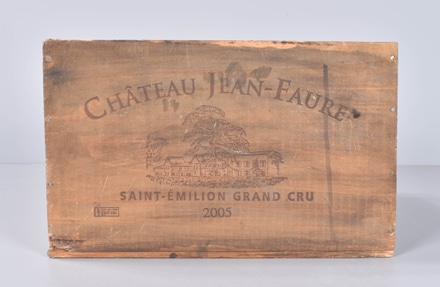 CHÂTEAU JEAN-FAURE
SAINT-ÉMILION GRAND CRU
2005